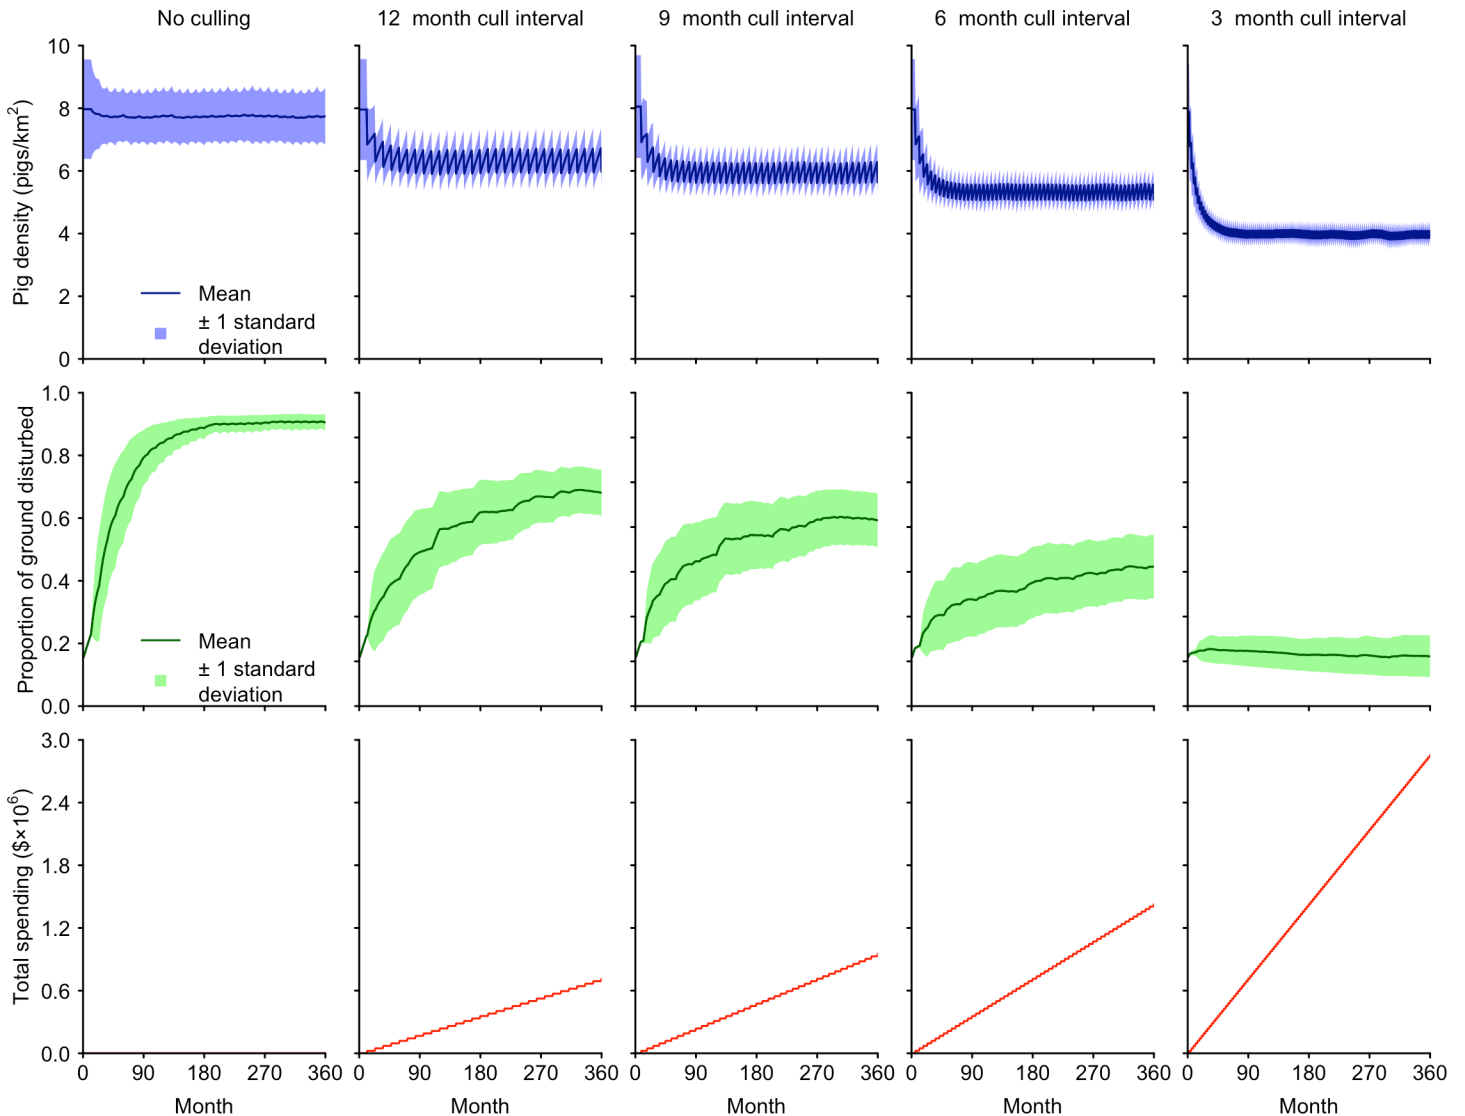 No culling
12 month cull interval
9 month cull interval
6 month cull interval
3 month cull interval
Pig density (pigs/km²)
10
8
6
4
2
0
Mean
± 1 standard
deviation
Proportion of ground disturbed
1.0
0.8
0.6
0.4
0.2
0.0
Mean
± 1 standard
deviation
Total spending ($×10⁶)
3.0
2.4
1.8
1.2
0.6
0.0
0 90 180 270 360
0 90 180 270 360
0 90 180 270 360
0 90 180 270 360
0 90 180 270 360
Month
Month
Month
Month
Month